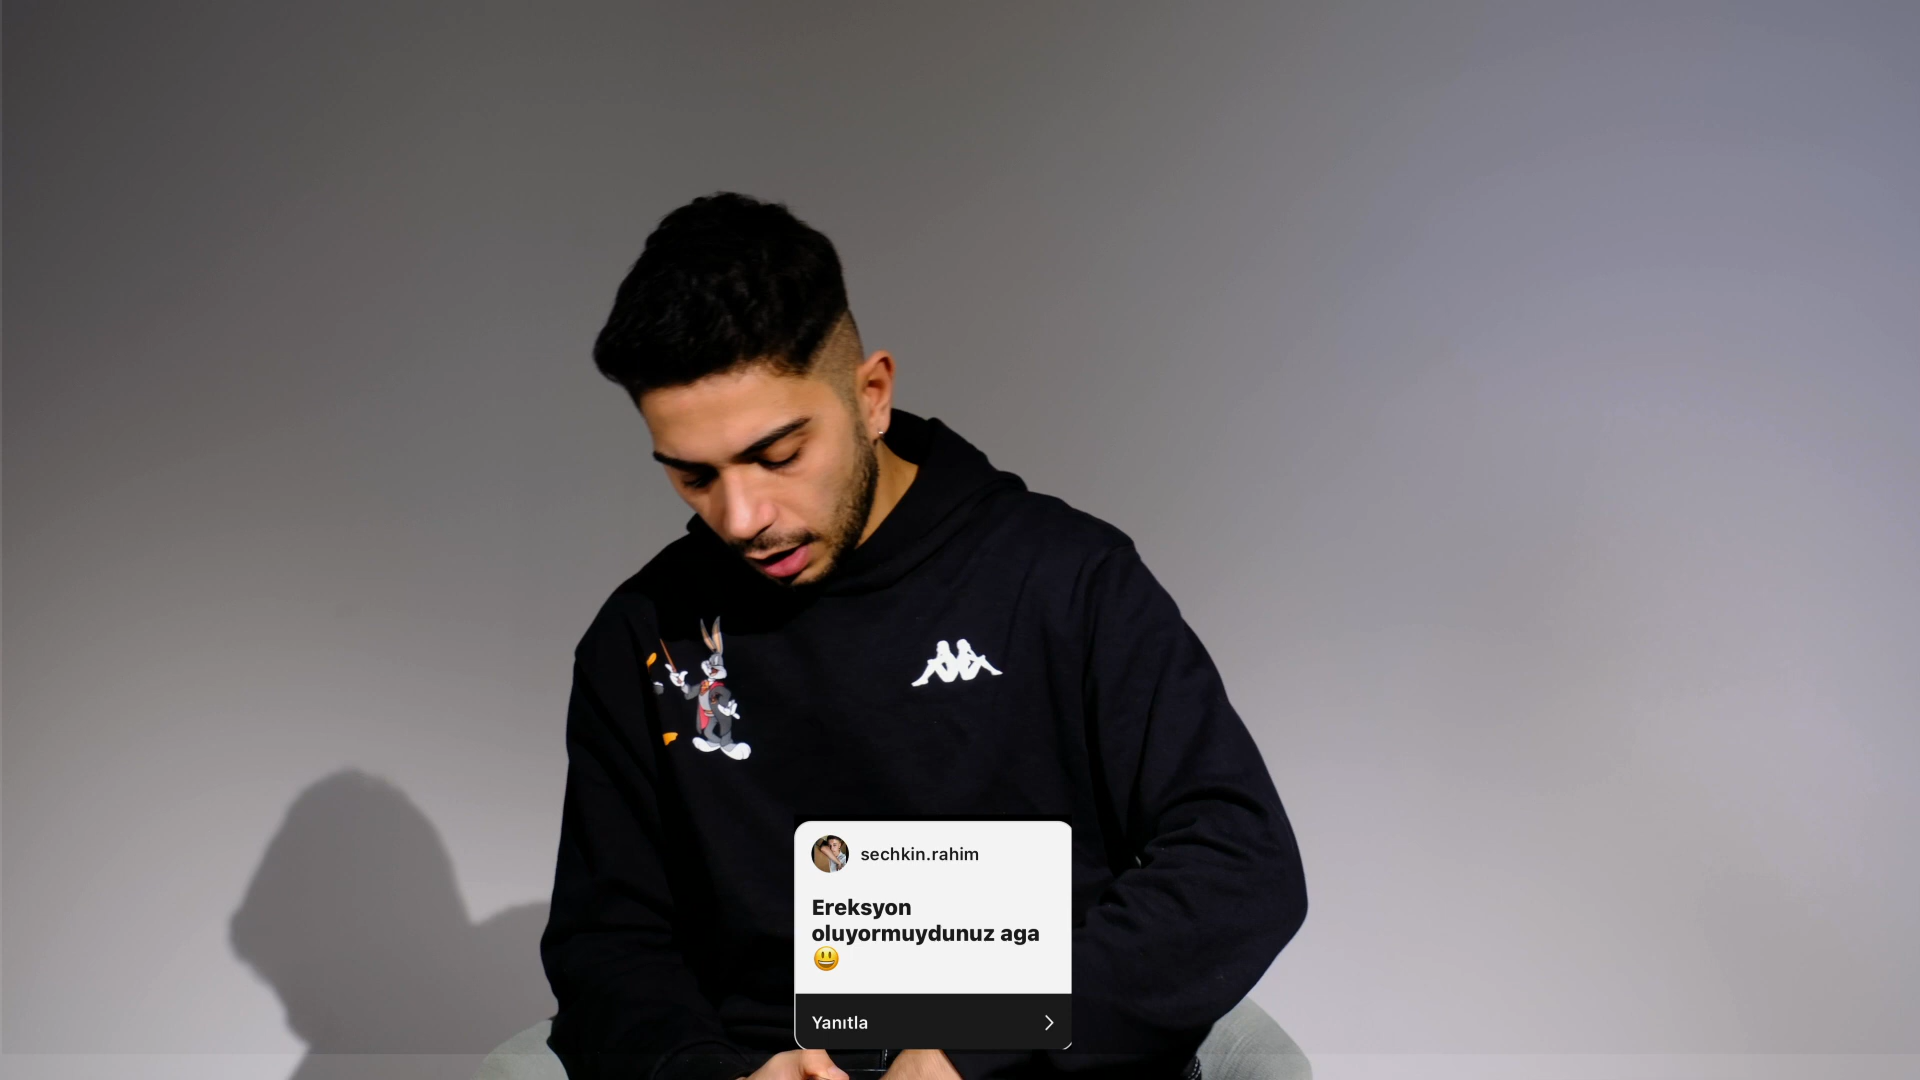 sechkin.rahim
Ereksyon
oluyormuydunuz aga
😃
Yanıtla